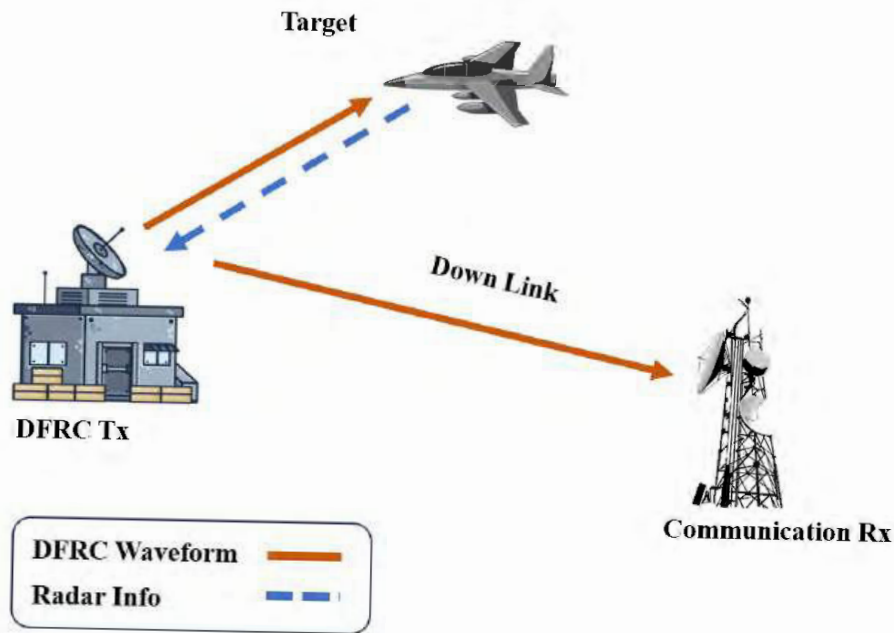 Target
Down Link
DFRC Tx
Communication Rx
DFRC Waveform
Radar Info